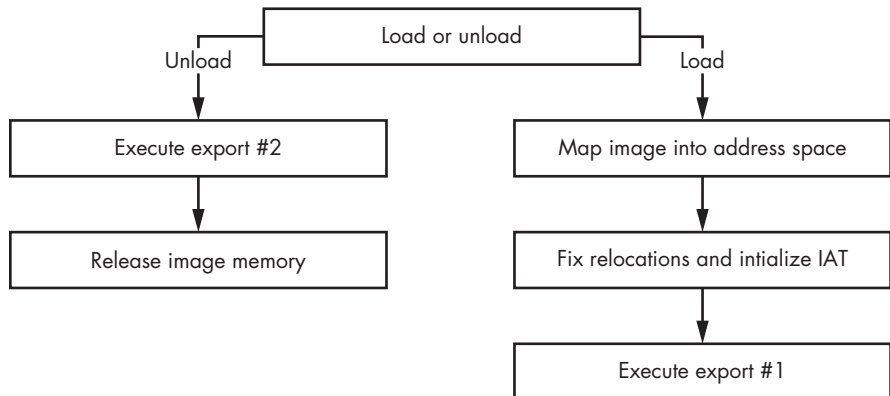 Load or unload
Unload
Load
Execute export #2
Map image into address space
Release image memory
Fix relocations and intialize IAT
Execute export #1